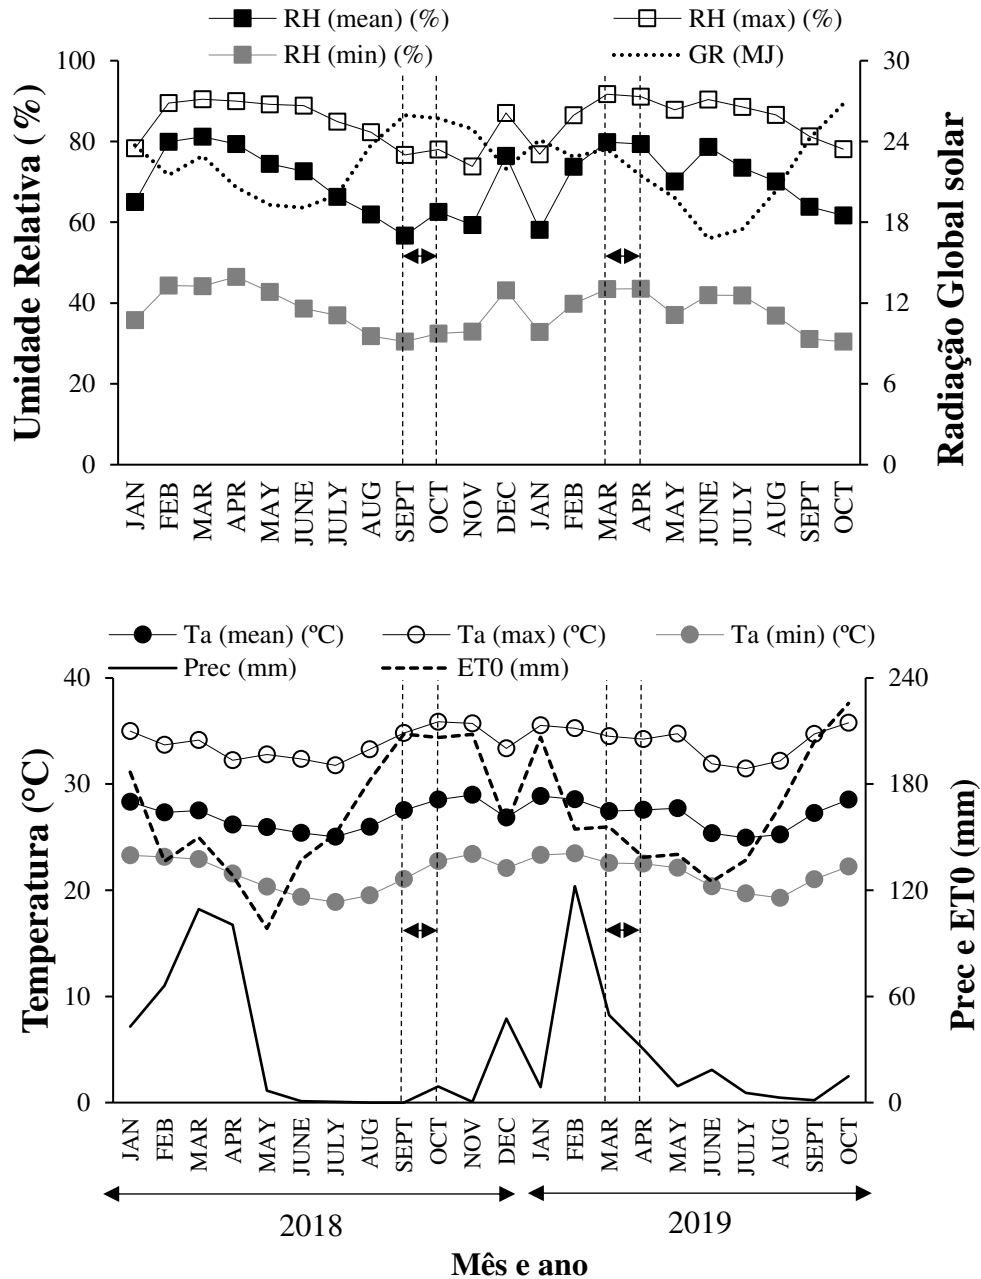 RH (mean) (%) RH (max) (%)
RH (min) (%) GR (MJ)
Umidade Relativa (%)
100
80
60
40
20
0
30
24
18
12
6
0
Radiação Global solar
JAN FEB MAR APR MAY JUNE JULY AUG SEPT OCT NOV DEC JAN FEB MAR APR MAY JUNE JULY AUG SEPT OCT
Ta (mean) (ºC) Ta (max) (ºC) Ta (min) (ºC)
Prec (mm) ET0 (mm)
Temperatura (°C)
40
30
20
10
0
240
180
120
60
0
Prec e ET0 (mm)
JAN FEB MAR APR MAY JUNE JULY AUG SEPT OCT NOV DEC JAN FEB MAR APR MAY JUNE JULY AUG SEPT OCT
2018 2019
Mês e ano